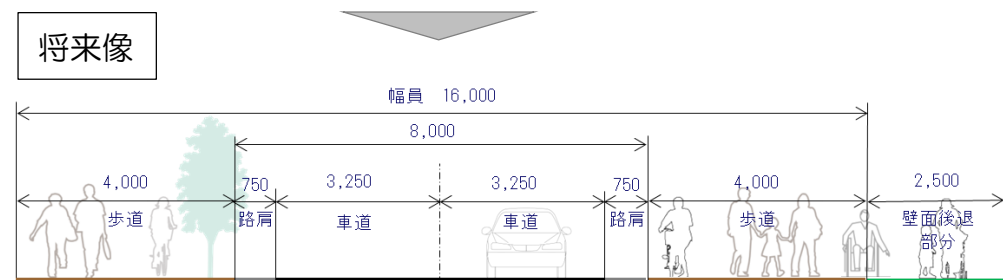 将来像
幅員 16,000
8,000
4,000
750
3,250
3,250
750
4,000
2,500
歩道
路肩
車道
車道
路肩
歩道
壁面後退
部分